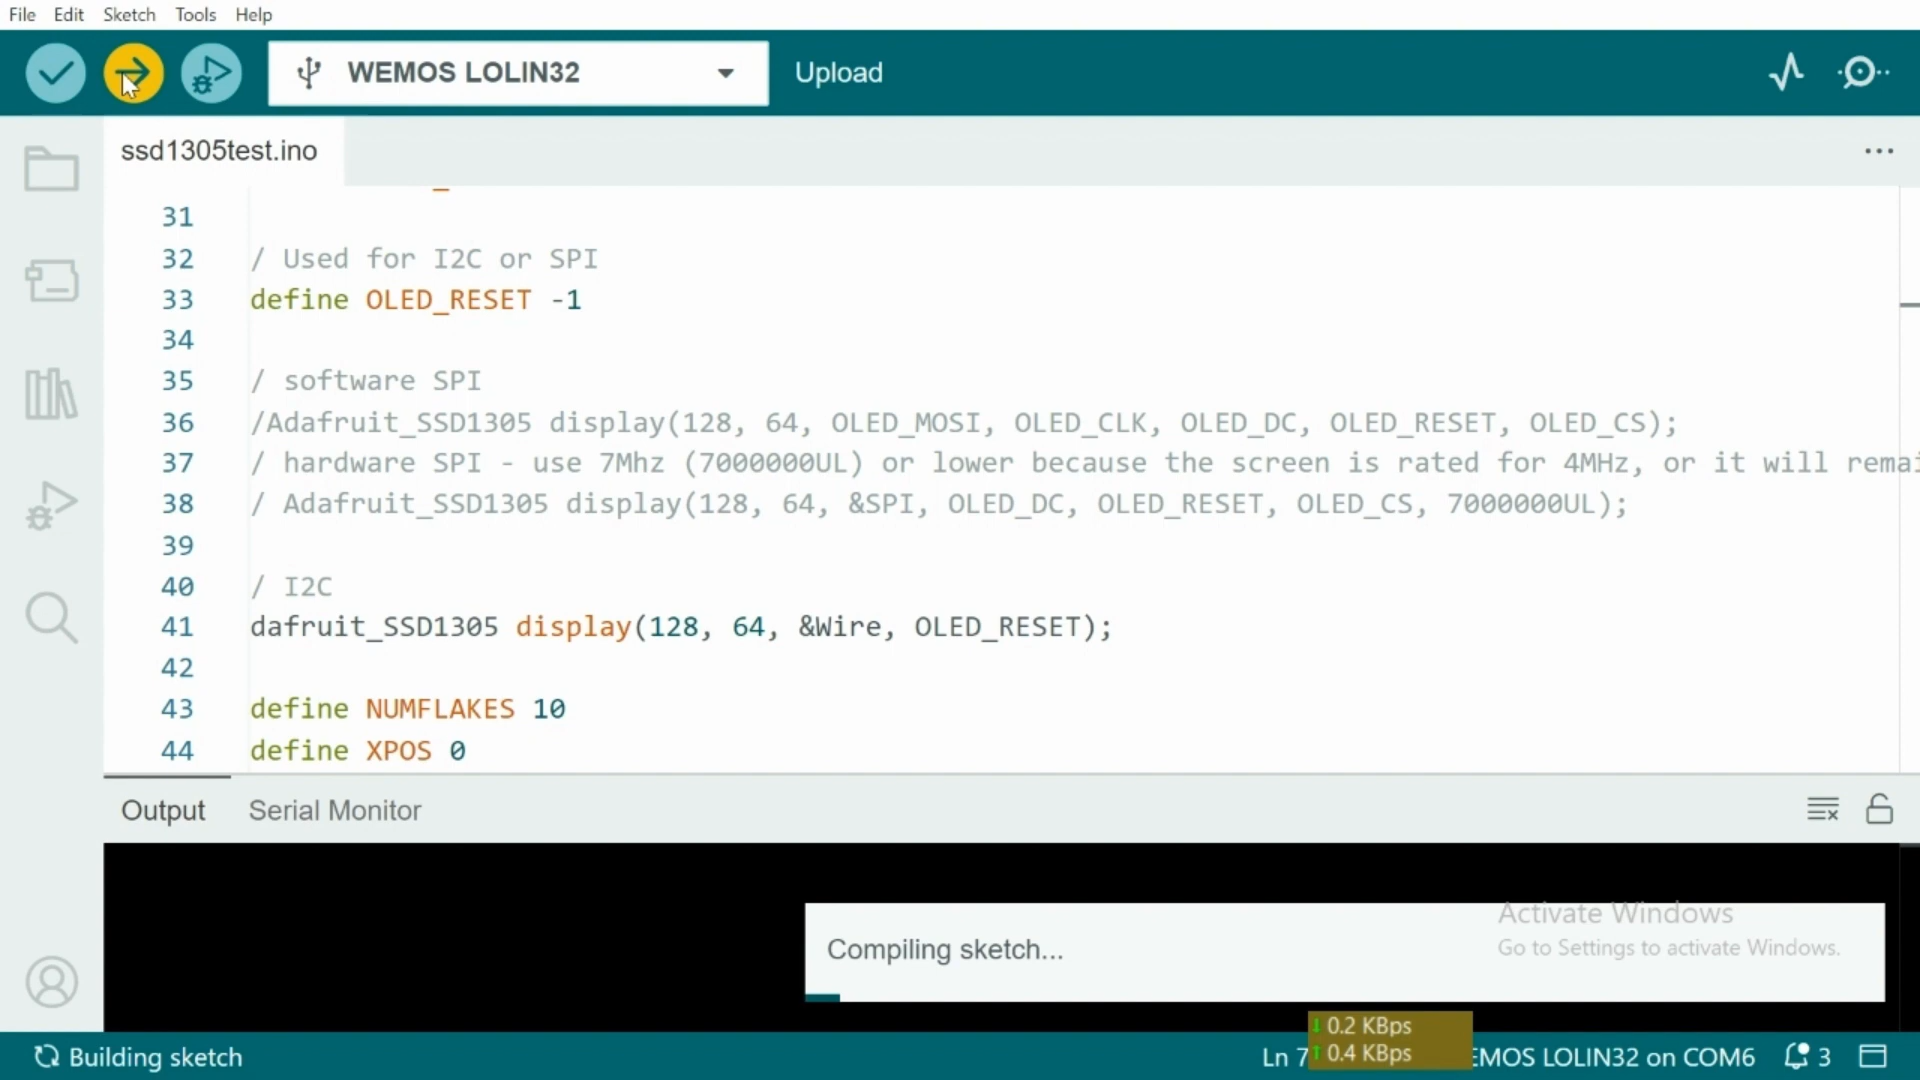 File Edit Sketch Tools Help
WEMOS LOLIN32
Upload
ssd1305test.ino
31
32 / Used for I2C or SPI
33 define OLED_RESET -1
34
35 / software SPI
36 /Adafruit_SSD1305 display(128, 64, OLED_MOSI, OLED_CLK, OLED_DC, OLED_RESET, OLED_CS);
37 / hardware SPI - use 7Mhz (7000000UL) or lower because the screen is rated for 4MHz, or it will remai
38 / Adafruit_SSD1305 display(128, 64, &SPI, OLED_DC, OLED_RESET, OLED_CS, 7000000UL);
39
40 / I2C
41 dafruit_SSD1305 display(128, 64, &Wire, OLED_RESET);
42
43 define NUMFLAKES 10
44 define XPOS 0
Output Serial Monitor
Activate Windows
Compiling sketch...
Go to Settings to activate Windows.
0.2 KBps
0.4 KBps
Building sketch
Ln 7
EMOS LOLIN32 on COM6
3